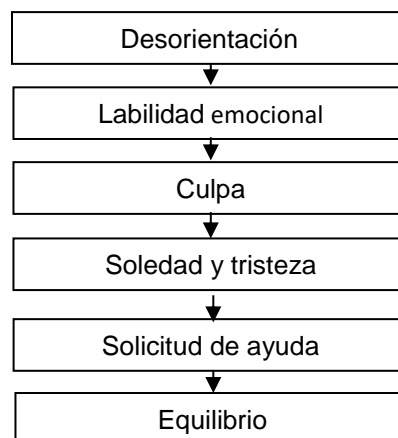 Desorientación
Labilidad emocional
Culpa
Soledad y tristeza
Solicitud de ayuda
Equilibrio